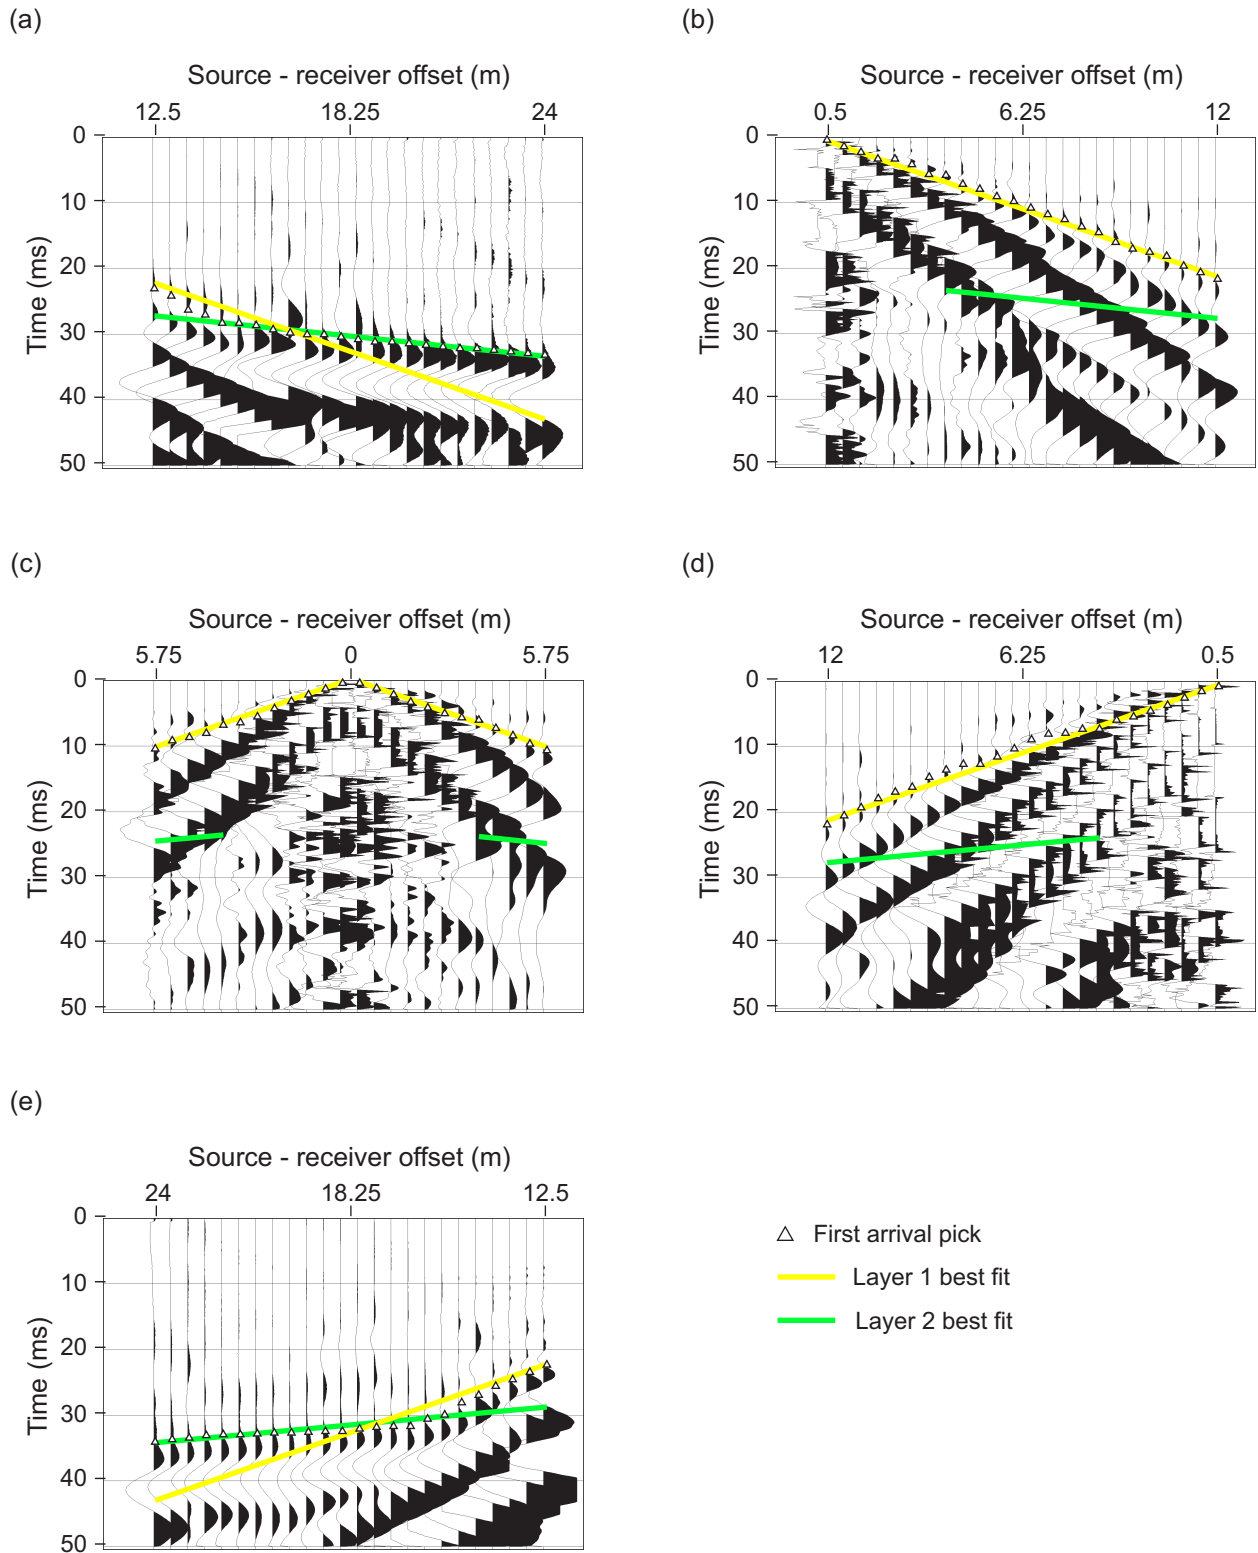 (a)
Source - receiver offset (m)
12.5 18.25 24
0
10
20
30
40
50
Time (ms)
(b)
Source - receiver offset (m)
0.5 6.25 12
0
10
20
30
40
50
Time (ms)
(c)
Source - receiver offset (m)
5.75 0 5.75
0
10
20
30
40
50
Time (ms)
(d)
Source - receiver offset (m)
12 6.25 0.5
0
10
20
30
40
50
Time (ms)
(e)
Source - receiver offset (m)
24 18.25 12.5
0
10
20
30
40
50
Time (ms)
First arrival pick
Layer 1 best fit
Layer 2 best fit